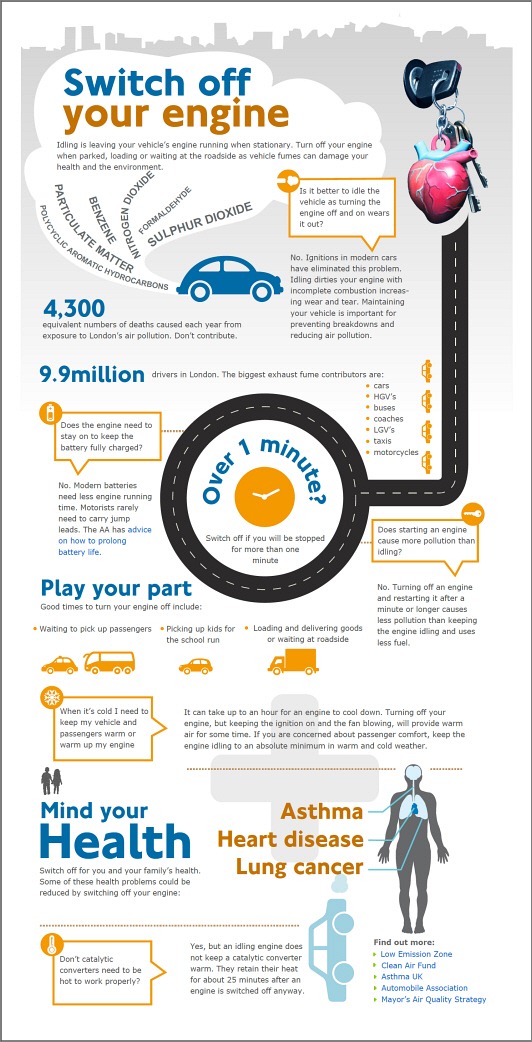 Switch off
your engine
Idling is leaving your vehicle's engine running when stationary. Turn off your engine
when parked, loading or waiting at the roadside as vehicle fumes can damage your
health and the environment.
POLYCYCLIC AROMATIC HYDROCARBONS
PARTICULATE MATTER
BENZENE
NITROGEN DIOXIDE
FORMALDEHYDE
SULPHUR DIOXIDE
Is it better to idle the
vehicle as turning the
engine off and on wears
it out?
No. Ignitions in modern cars
have eliminated this problem.
Idling dirties your engine with
incomplete combustion increas-
ing wear and tear. Maintaining
your vehicle is important for
preventing breakdowns and
reducing air pollution.
4,300
equivalent numbers of deaths caused each year from
exposure to London's air pollution. Don't contribute.
9.9million drivers in London. The biggest exhaust fume contributors are:
• cars
• HGV's
• buses
• coaches
• LGV's
• taxis
• motorcycles
Does the engine need to
stay on to keep the
battery fully charged?
No. Modern batteries
need less engine running
time. Motorists rarely
need to carry jump
leads. The AA has advice
on how to prolong
battery life.
Over 1 minute?
Switch off if you will be stopped
for more than one
minute
Does starting an engine
cause more pollution than
idling?
No. Turning off an engine
and restarting it after a
minute or longer causes
less pollution than keeping
the engine idling and uses
less fuel.
Play your part
Good times to turn your engine off include:
• Waiting to pick up passengers
• Picking up kids for
the school run
• Loading and delivering goods
or waiting at roadside
When it's cold I need to
keep my vehicle and
passengers warm or
warm up my engine
It can take up to an hour for an engine to cool down. Turning off your
engine, but keeping the ignition on and the fan blowing, will provide warm
air for some time. If you are concerned about passenger comfort, keep the
engine idling to an absolute minimum in warm and cold weather.
Mind your
Health
Switch off for you and your family's health.
Some of these health problems could be
reduced by switching off your engine:
Asthma
Heart disease
Lung cancer
Don't catalytic
converters need to be
hot to work properly?
Yes, but an idling engine does
not keep a catalytic converter
warm. They retain their heat
for about 25 minutes after an
engine is switched off anyway.
Find out more:
Low Emission Zone
Clean Air Fund
Asthma UK
Automobile Association
Mayor's Air Quality Strategy